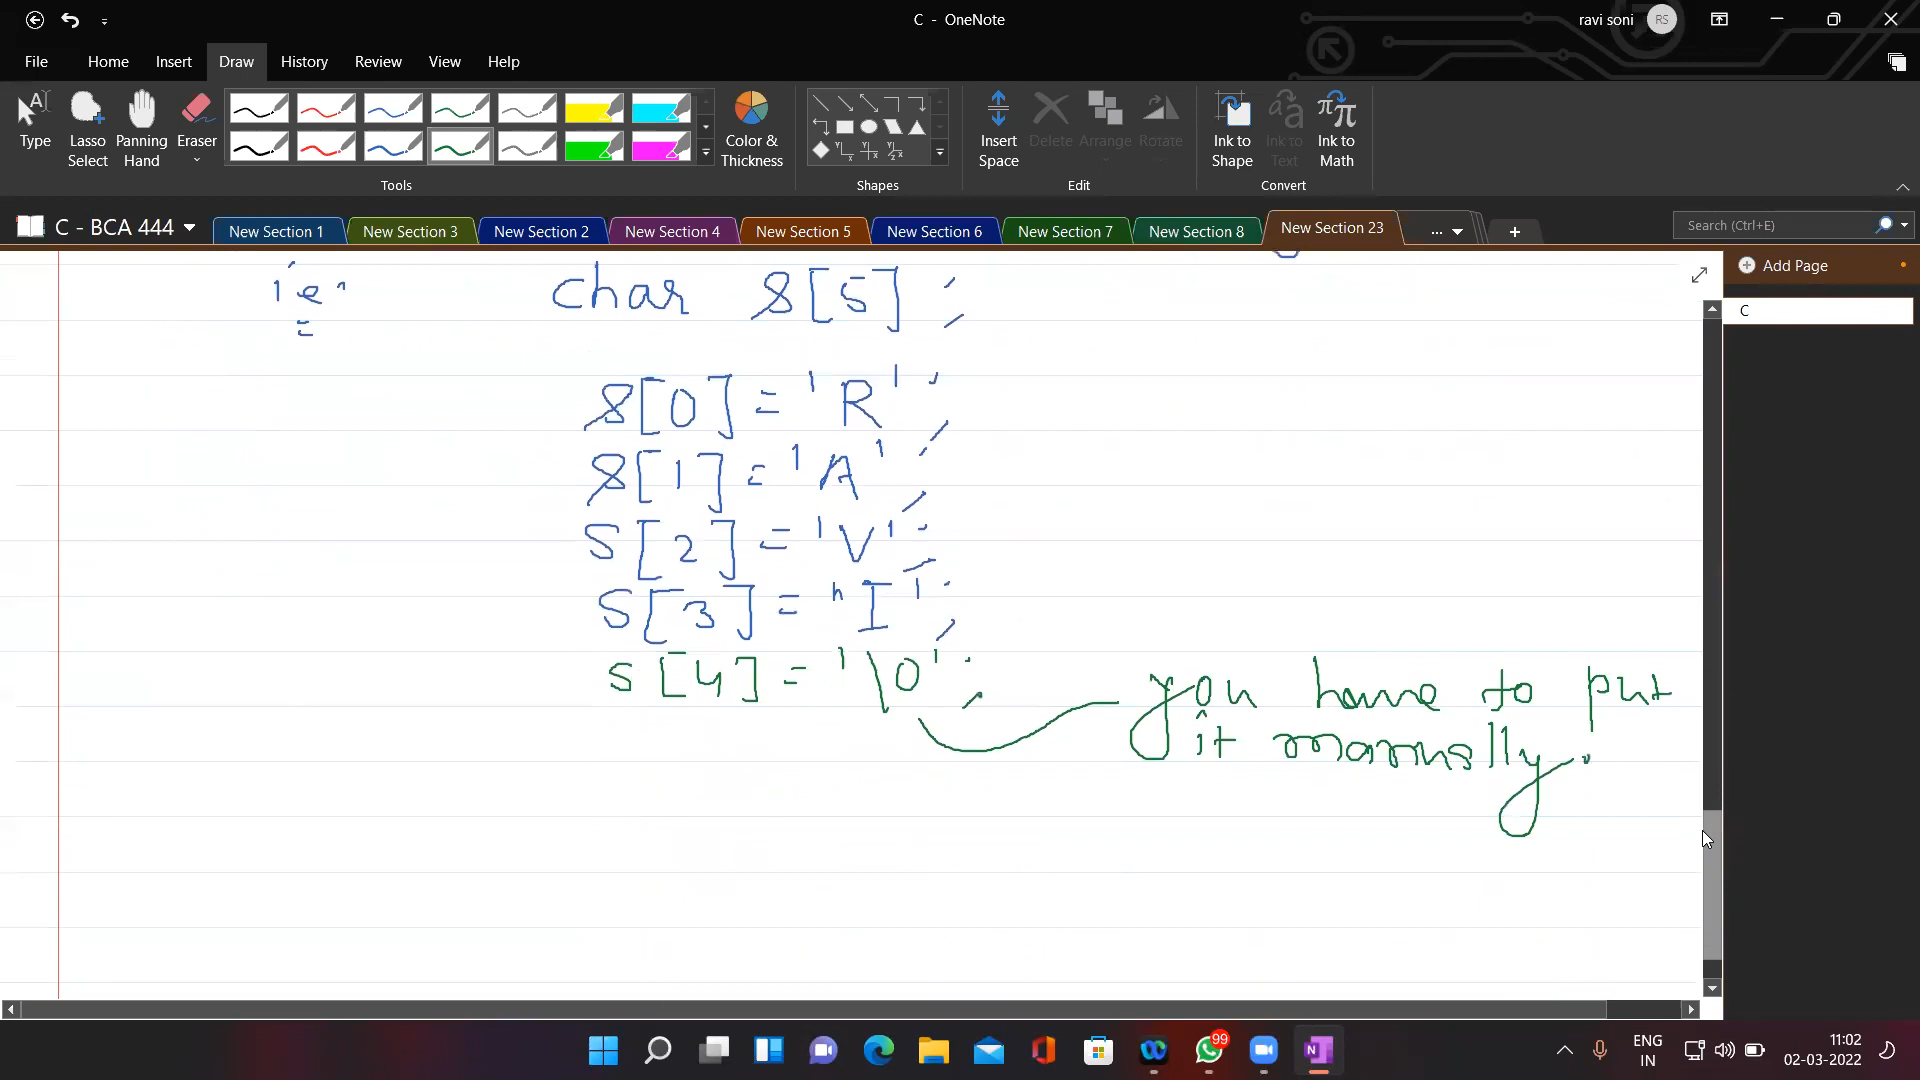 C - OneNote
ravi soni RS
File Home Insert Draw History Review View Help
Type
Lasso Select
Panning Hand
Eraser
Color & Thickness
Insert Space
Delete
Arrange
Rotate
Ink to Shape
Ink to Text
Ink to Math
Tools Shapes Edit Convert
C - BCA 444 New Section 1 New Section 3 New Section 2 New Section 4 New Section 5 New Section 6 New Section 7 New Section 8 New Section 23 ... + Search (Ctrl+E)
Add Page
C
ie. char S[5];
S[0] = 'R';
S[1] = 'A';
S[2] = 'V';
S[3] = "I';
S[4] = '\0';
you have to put
it mannually.
99
ENG
IN
11:02
02-03-2022